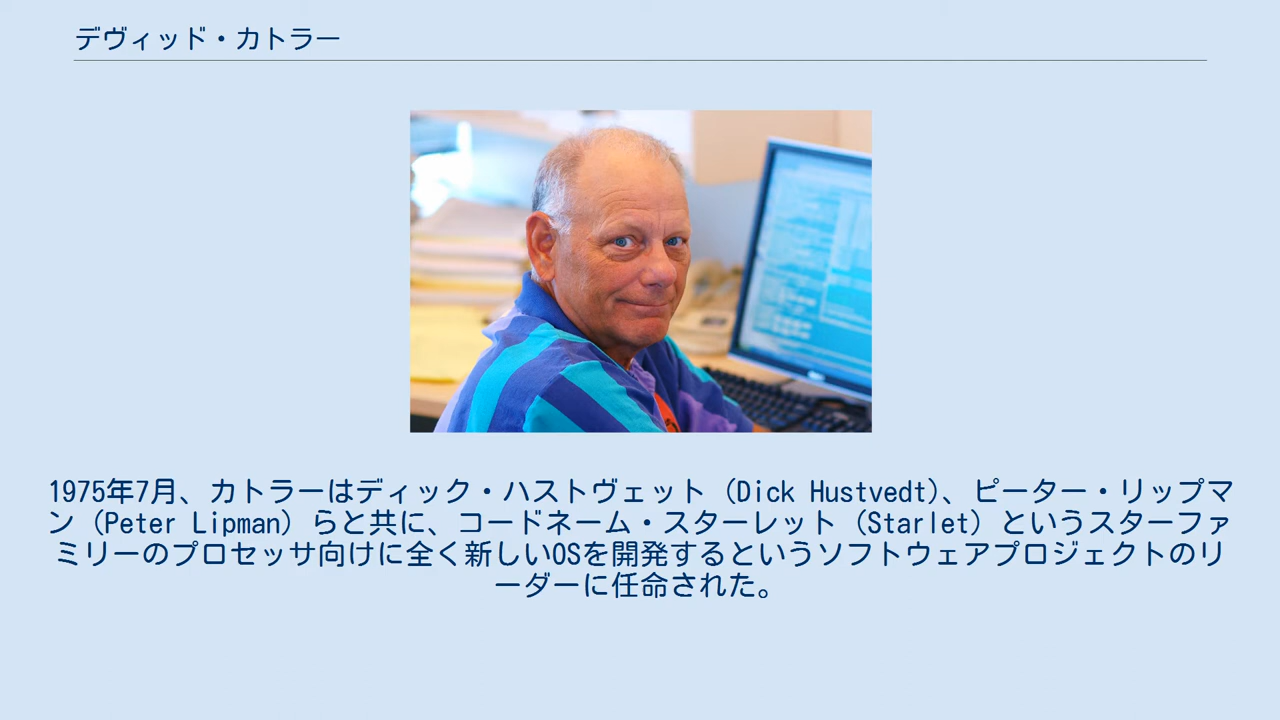 デヴィッド・カトラー
1975年7月、カトラーはディック・ハストヴェット（Dick Hustvedt）、ピーター・リップマ
ン（Peter Lipman）らと共に、コードネーム・スターレット（Starlet）というスターファ
ミリーのプロセッサ向けに全く新しいOSを開発するというソフトウェアプロジェクトのリ
ーダーに任命された。